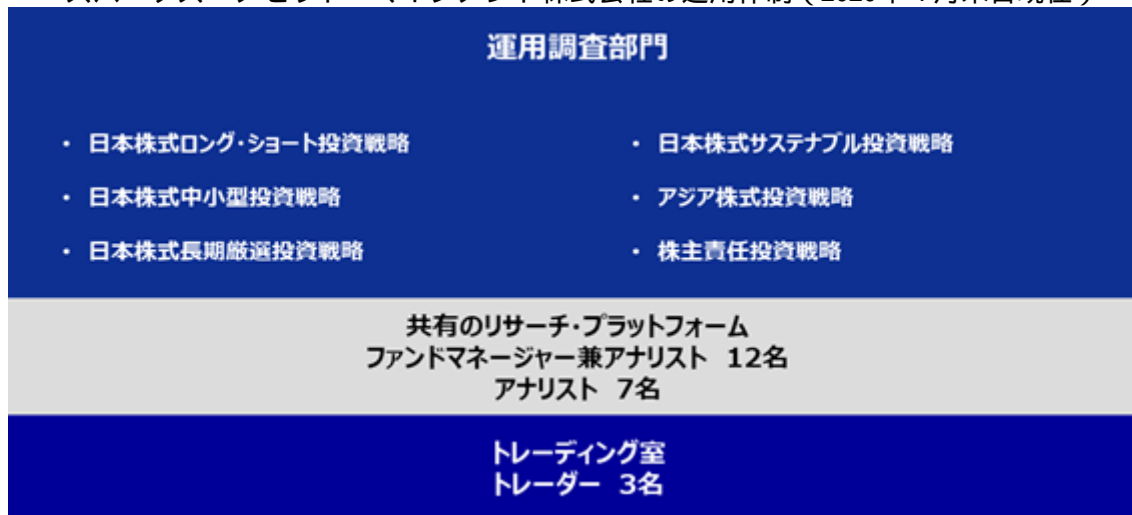 運用調査部門
・ 日本株式ロング・ショート投資戦略
・ 日本株式サステナブル投資戦略
・ 日本株式中小型投資戦略
・ アジア株式投資戦略
・ 日本株式長期厳選投資戦略
・ 株主責任投資戦略
共有のリサーチ・プラットフォーム
ファンドマネージャー兼アナリスト 12名
アナリスト 7名
トレーディング室
トレーダー 3名